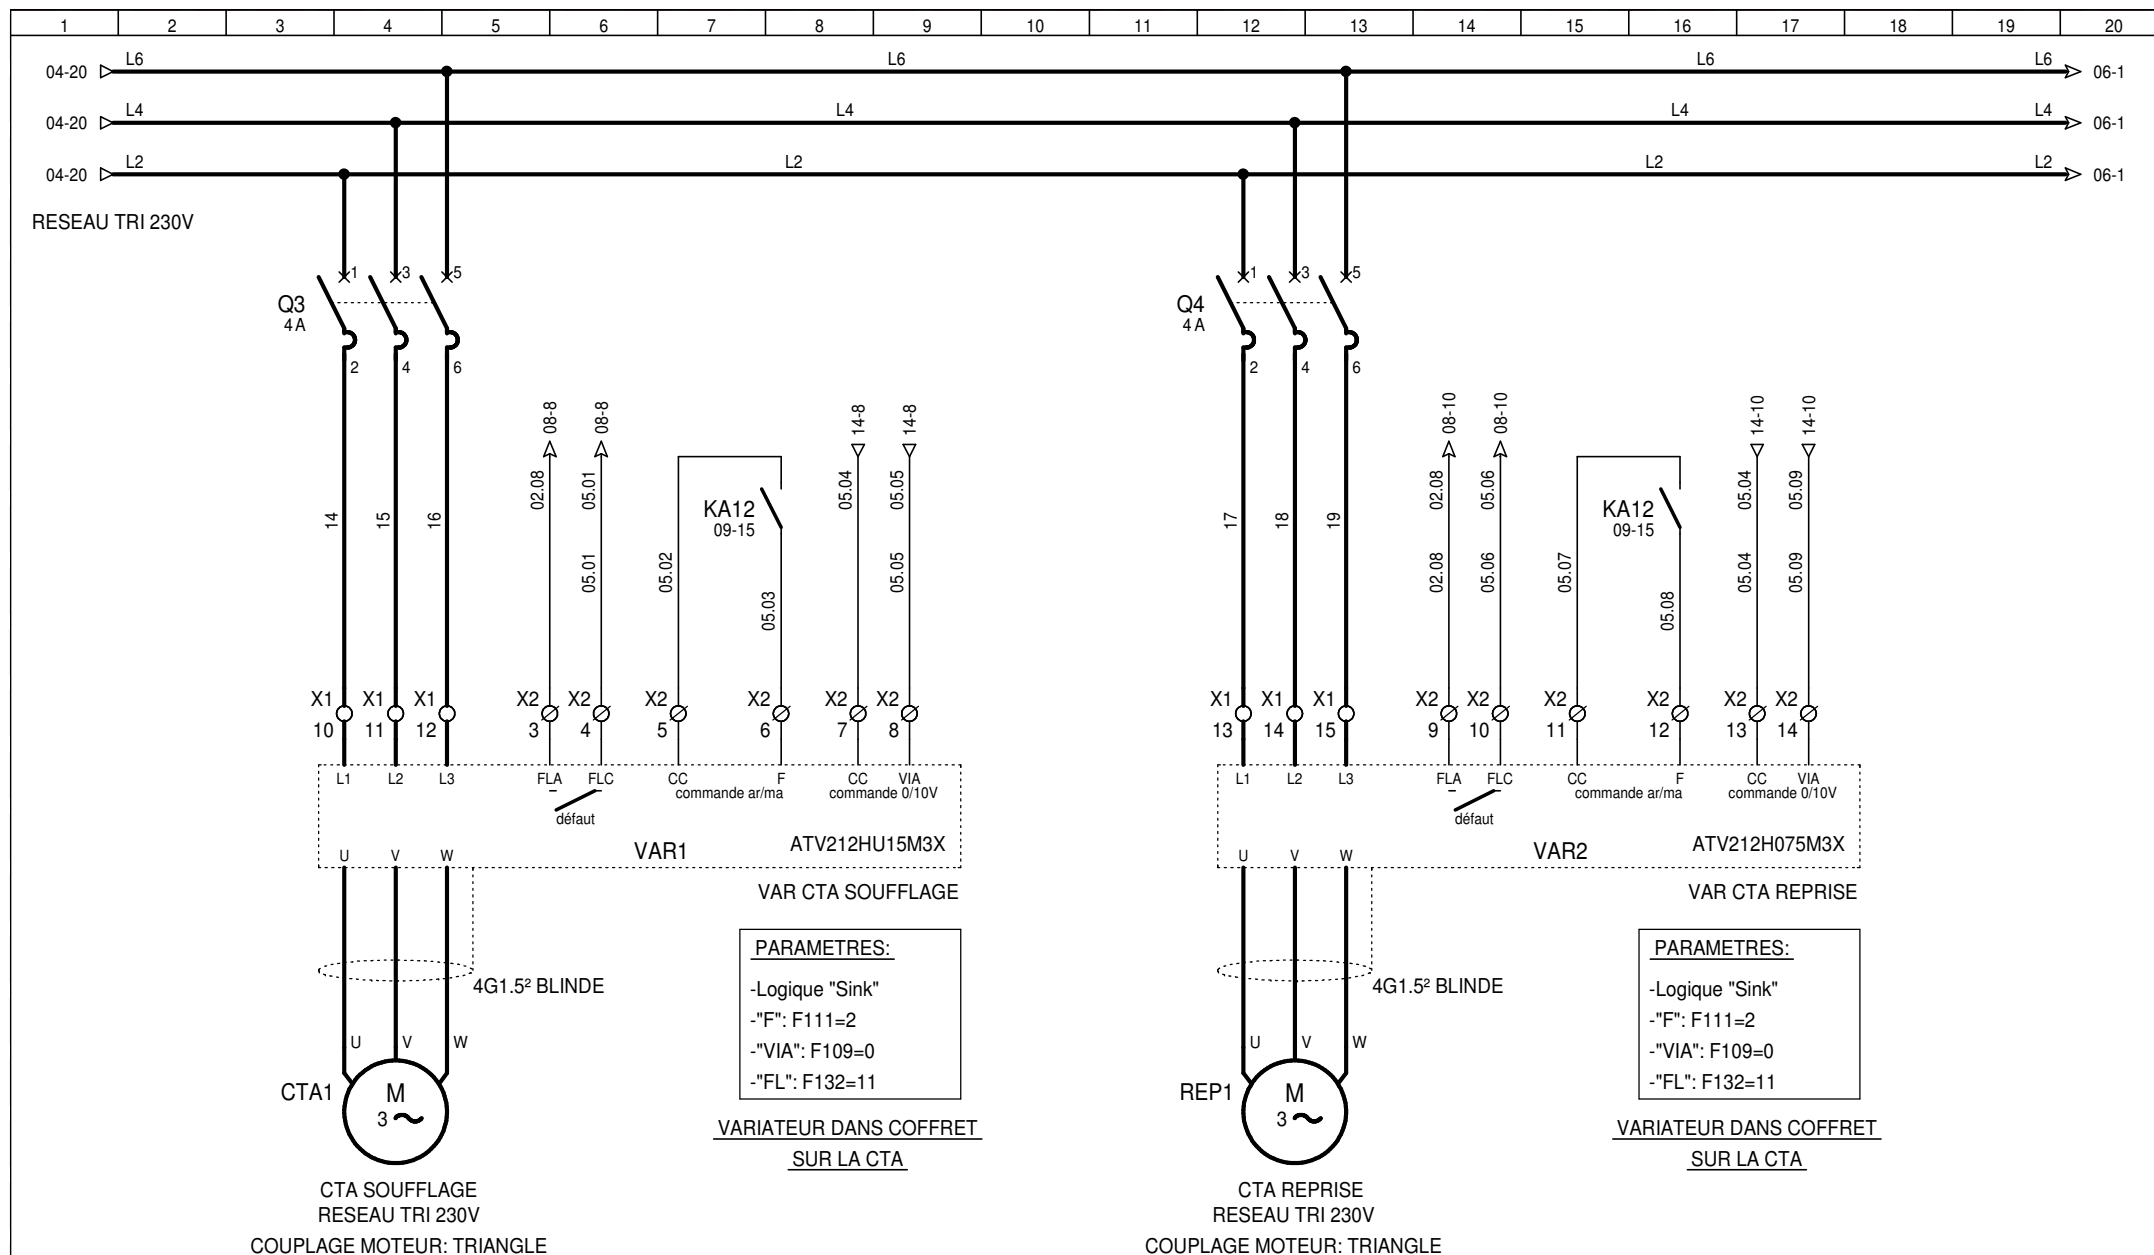 1 2 3 4 5 6 7 8 9 10 11 12 13 14 15 16 17 18 19 20
04-20 L6 L6 L6 L6 06-1
04-20 L4 L4 L4 L4 06-1
04-20 L2 L2 L2 L2 06-1
RESEAU TRI 230V
1 3 5
Q3
4 A
2 4 6
1 3 5
Q4
4 A
2 4 6
14 15 16
08-8 08-8 14-8 14-8
02.08 05.01 05.04 05.05
KA12
09-15
05.01 05.02 05.03 05.05
17 18 19
08-10 08-10 14-10 14-10
02.08 05.06 05.04 05.09
KA12
09-15
02.08 05.06 05.07 05.08 05.04 05.09
X1 X1 X1 X2 X2 X2 X2 X2 X2
10 11 12 3 4 5 6 7 8
L1 L2 L3 FLA FLC CC F CC VIA
commande ar/ma commande 0/10V
défaut
U V W VAR1 ATV212HU15M3X
VAR CTA SOUFFLAGE
X1 X1 X1 X2 X2 X2 X2 X2 X2
13 14 15 9 10 11 12 13 14
L1 L2 L3 FLA FLC CC F CC VIA
commande ar/ma commande 0/10V
défaut
U V W VAR2 ATV212H075M3X
VAR CTA REPRISE
4G1.5² BLINDE
U V W
CTA1
M
3
PARAMETRES:
-Logique "Sink"
-"F": F111=2
-"VIA": F109=0
-"FL": F132=11
VARIATEUR DANS COFFRET
SUR LA CTA
CTA SOUFFLAGE
RESEAU TRI 230V
COUPLAGE MOTEUR: TRIANGLE
4G1.5² BLINDE
U V W
REP1
M
3
PARAMETRES:
-Logique "Sink"
-"F": F111=2
-"VIA": F109=0
-"FL": F132=11
VARIATEUR DANS COFFRET
SUR LA CTA
CTA REPRISE
RESEAU TRI 230V
COUPLAGE MOTEUR: TRIANGLE